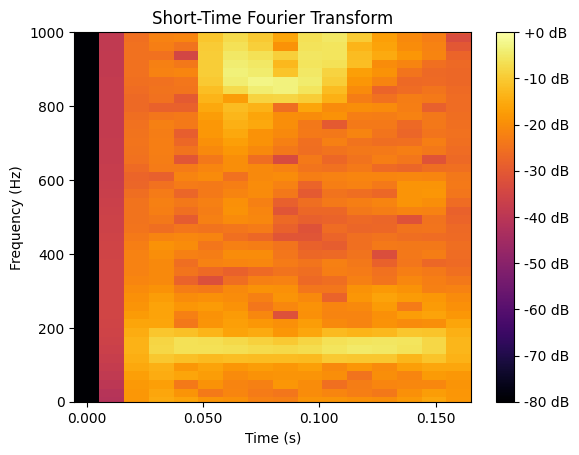 Short-Time Fourier Transform
1000
800
600
400
200
0
Frequency (Hz)
0.000
0.050
0.100
0.150
Time (s)
+0 dB
-10 dB
-20 dB
-30 dB
-40 dB
-50 dB
-60 dB
-70 dB
-80 dB